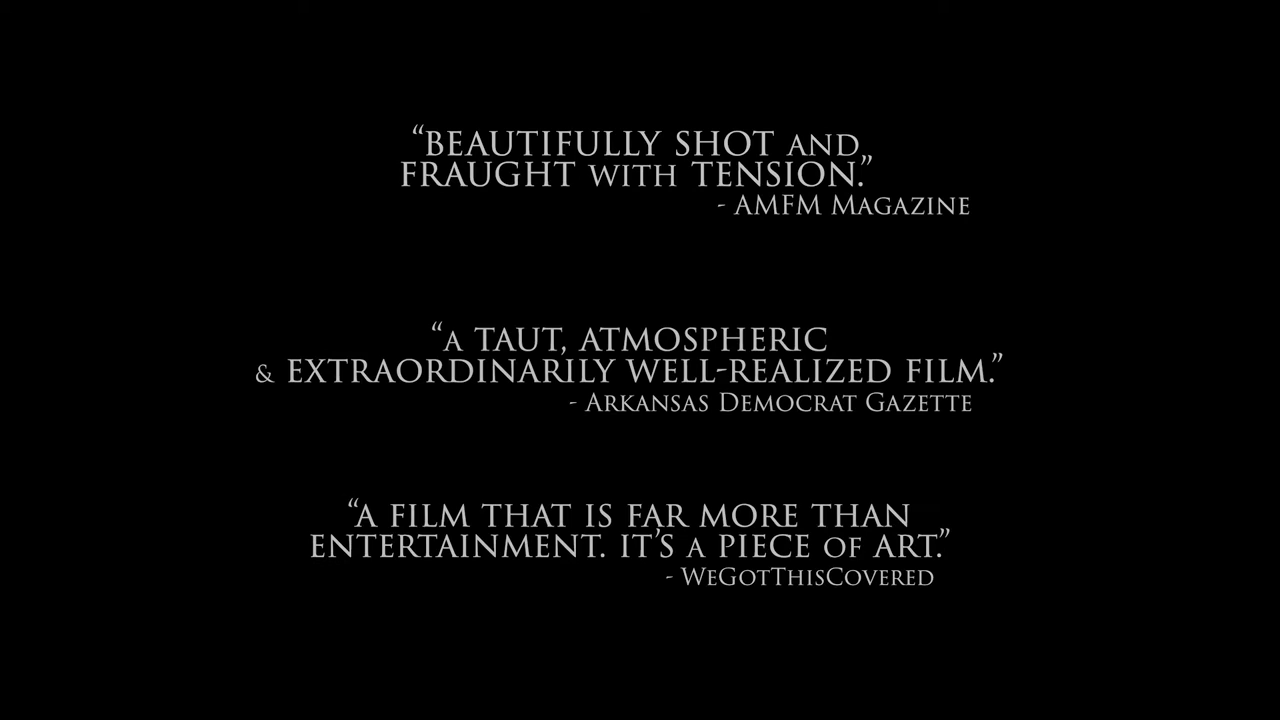 “BEAUTIFULLY SHOT AND
FRAUGHT WITH TENSION.”
- AMFM MAGAZINE
“A TAUT, ATMOSPHERIC
& EXTRAORDINARILY WELL-REALIZED FILM.”
- ARKANSAS DEMOCRAT GAZETTE
“A FILM THAT IS FAR MORE THAN
ENTERTAINMENT. IT’S A PIECE OF ART.”
- WEGOTTHISCOVERED